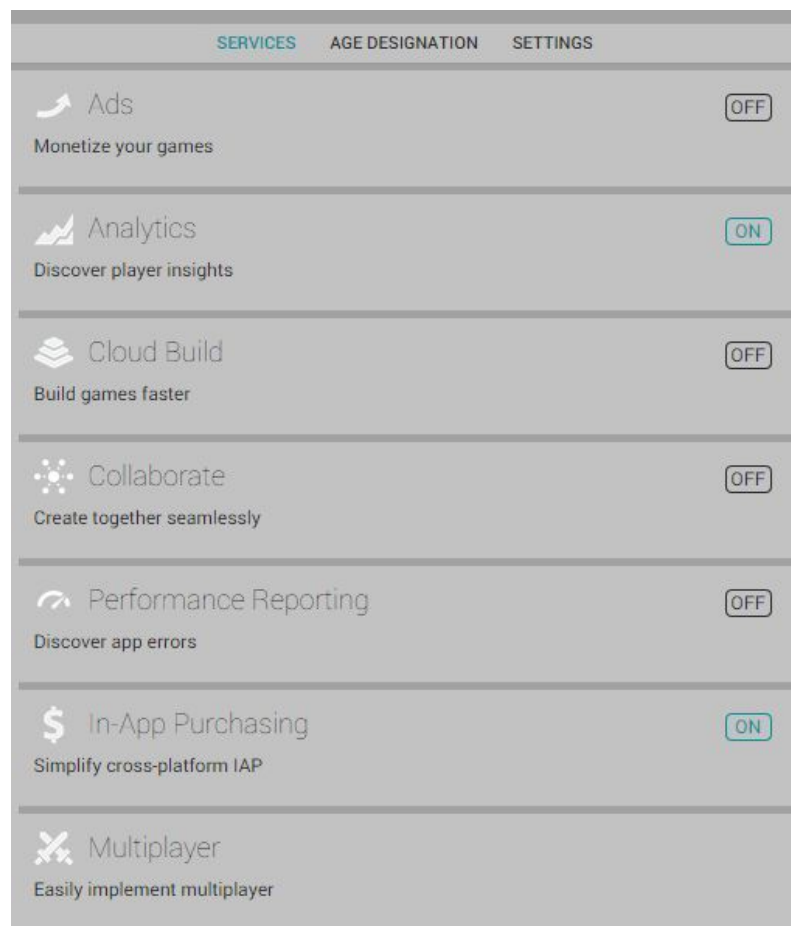 SERVICES AGE DESIGNATION SETTINGS
Ads OFF
Monetize your games
Analytics ON
Discover player insights
Cloud Build OFF
Build games faster
Collaborate OFF
Create together seamlessly
Performance Reporting OFF
Discover app errors
In-App Purchasing ON
Simplify cross-platform IAP
Multiplayer
Easily implement multiplayer